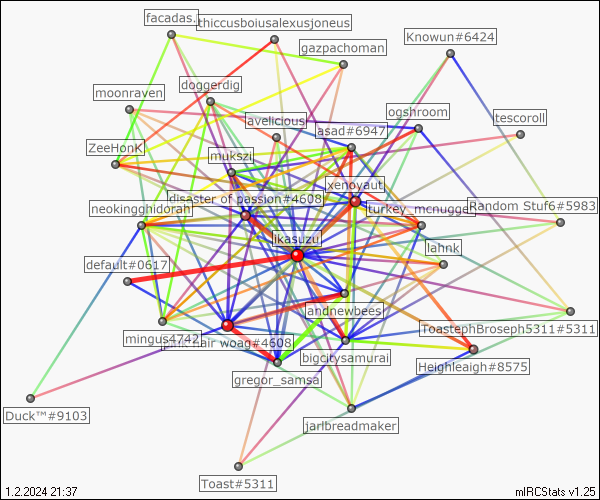 facadas.
thiccusboiusalexusjoneus
Knowun#6424
gazpachoman
doggerdig
moonraven
ogshroom
tescoroll
avelicious
asad#6947
ZeeHonK
mukszi
xenoyaut
disaster of passion#4608
turkey_mcnugget
Random Stuf6#5983
neokingghidorah
ikasuzu
lahnk
default#0617
andnewbees
ToastephBroseph5311#5311
mingus4742
woag#4608
bigcitysamurai
Heighleaigh#8575
gregor_samsa
Duck™#9103
jarlbreadmaker
Toast#5311
1.2.2024 21:37
mIRCStats v1.25